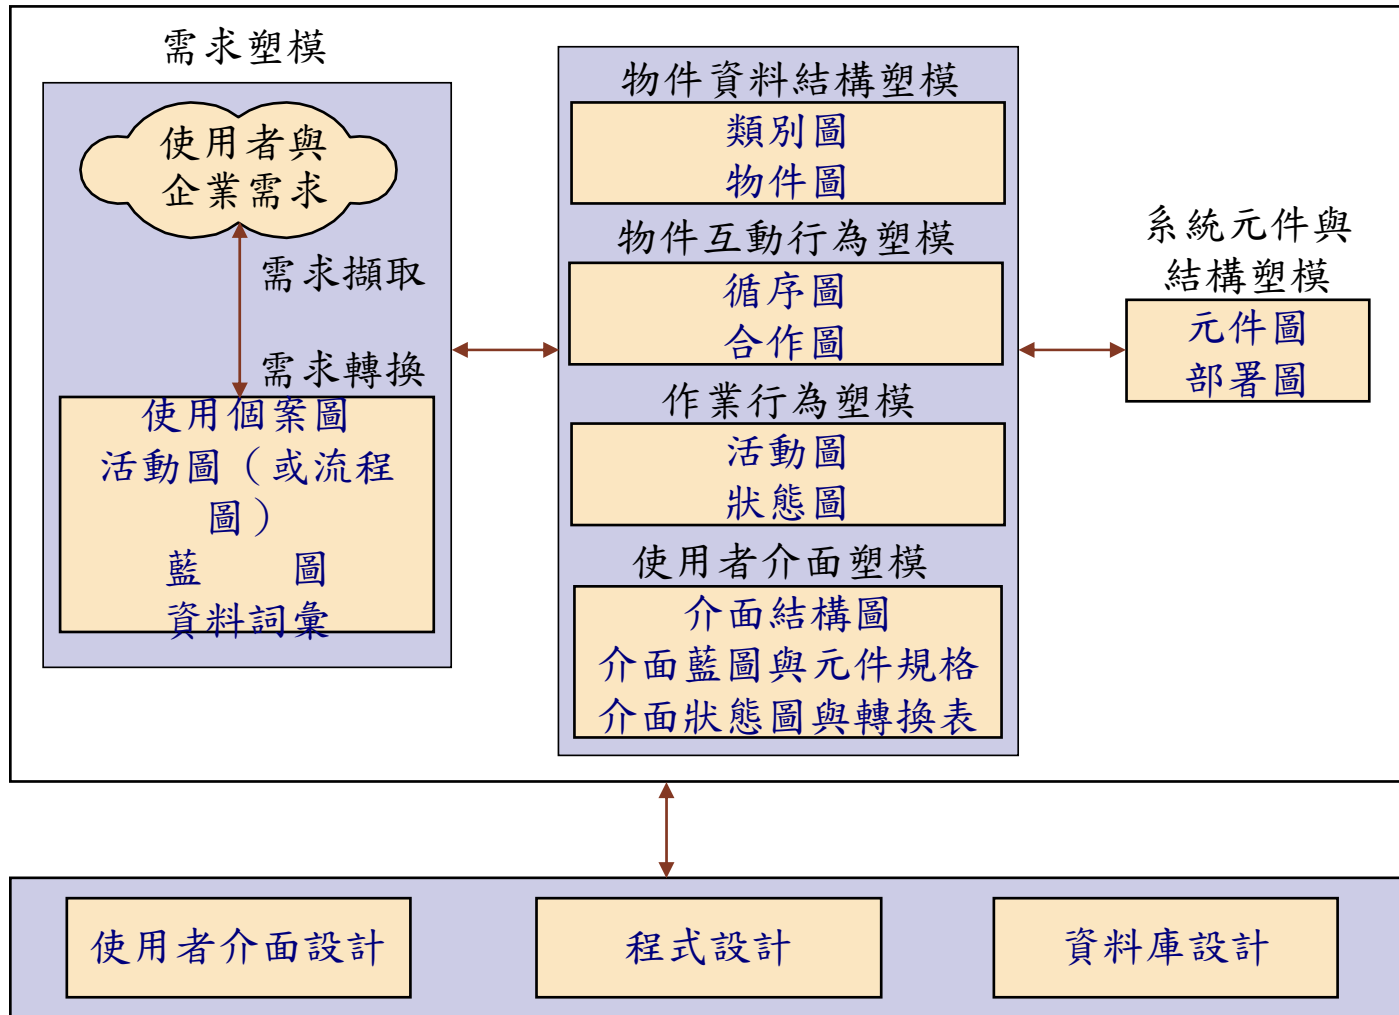 需求塑模
使用者與
企業需求
需求擷取
需求轉換
使用個案圖
活動圖（或流程
圖）
藍　　圖
資料詞彙
物件資料結構塑模
類別圖
物件圖
物件互動行為塑模
循序圖
合作圖
作業行為塑模
活動圖
狀態圖
使用者介面塑模
介面結構圖
介面藍圖與元件規格
介面狀態圖與轉換表
系統元件與
結構塑模
元件圖
部署圖
使用者介面設計
程式設計
資料庫設計